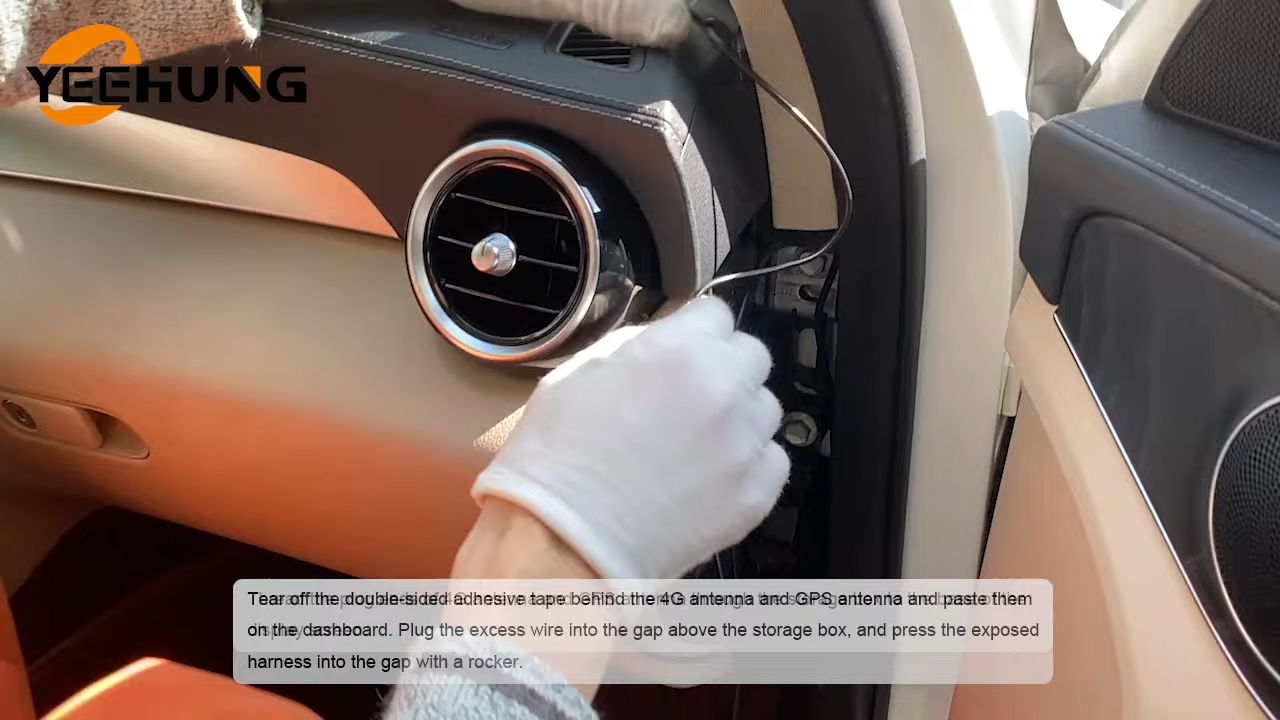 YEEHUNG
Tear off the double-sided adhesive tape behind the 4G antenna and GPS antenna and paste them
on the dashboard. Plug the excess wire into the gap above the storage box, and press the exposed
harness into the gap with a rocker.